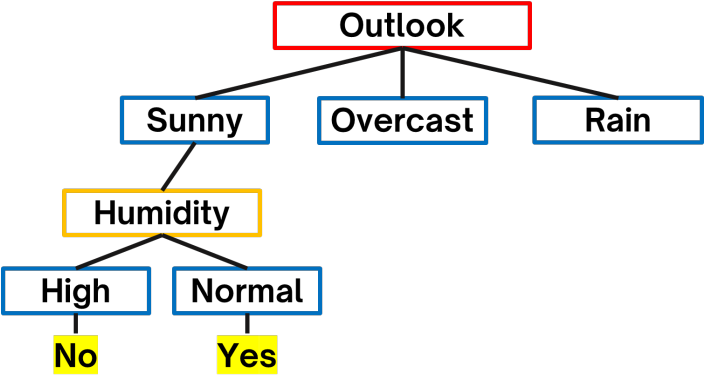 Outlook
Sunny Overcast Rain
Humidity
High Normal
No Yes